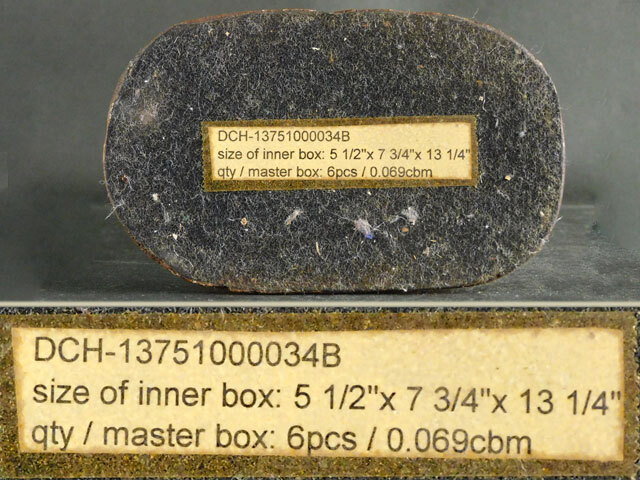 DCH-13751000034B
size of inner box: 5 1/2"x 7 3/4"x 13 1/4"
qty / master box: 6pcs / 0.069cbm
DCH-13751000034B
size of inner box: 5 1/2"x 7 3/4"x 13 1/4"
qty / master box: 6pcs / 0.069cbm